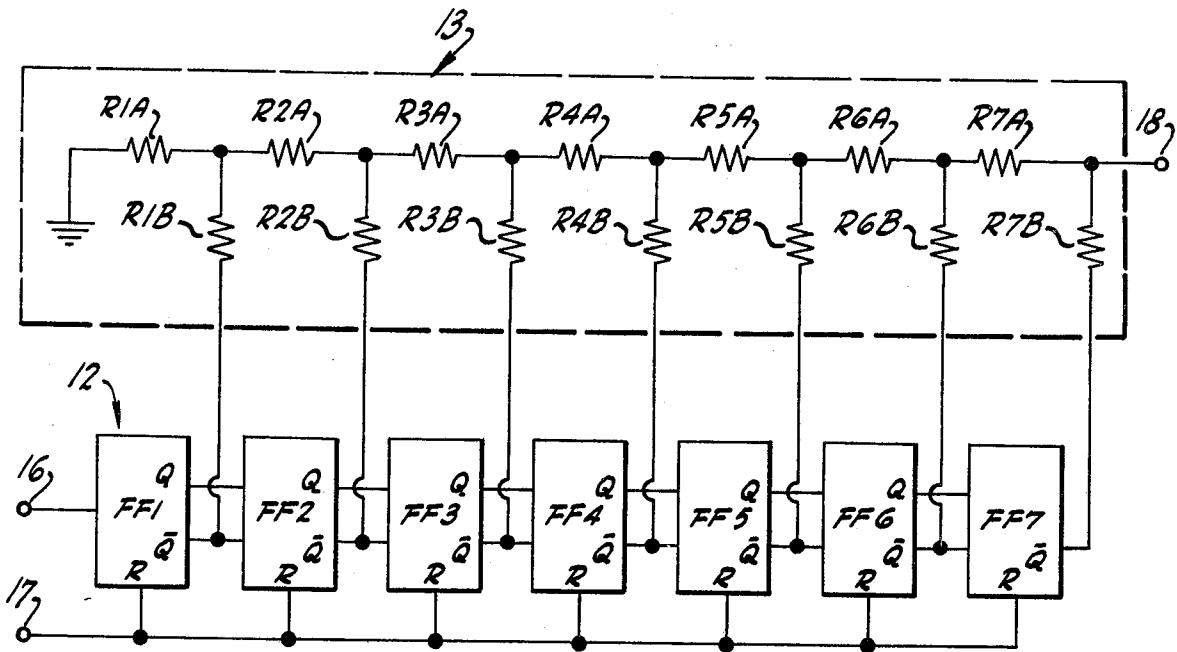 13
R1A R2A R3A R4A R5A R6A R7A 18
R1B R2B R3B R4B R5B R6B R7B
12
16 Q Q Q Q Q Q
FF1 FF2 FF3 FF4 FF5 FF6 FF7
Q̄ Q̄ Q̄ Q̄ Q̄ Q̄ Q̄
R R R R R R R
17